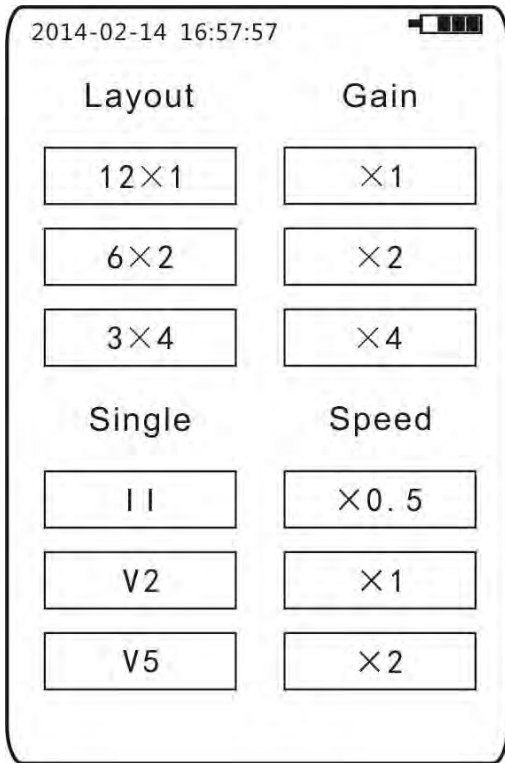 2014-02-14 16:57:57
Layout Gain
12×1 ×1
6×2 ×2
3×4 ×4
Single Speed
II ×0.5
V2 ×1
V5 ×2